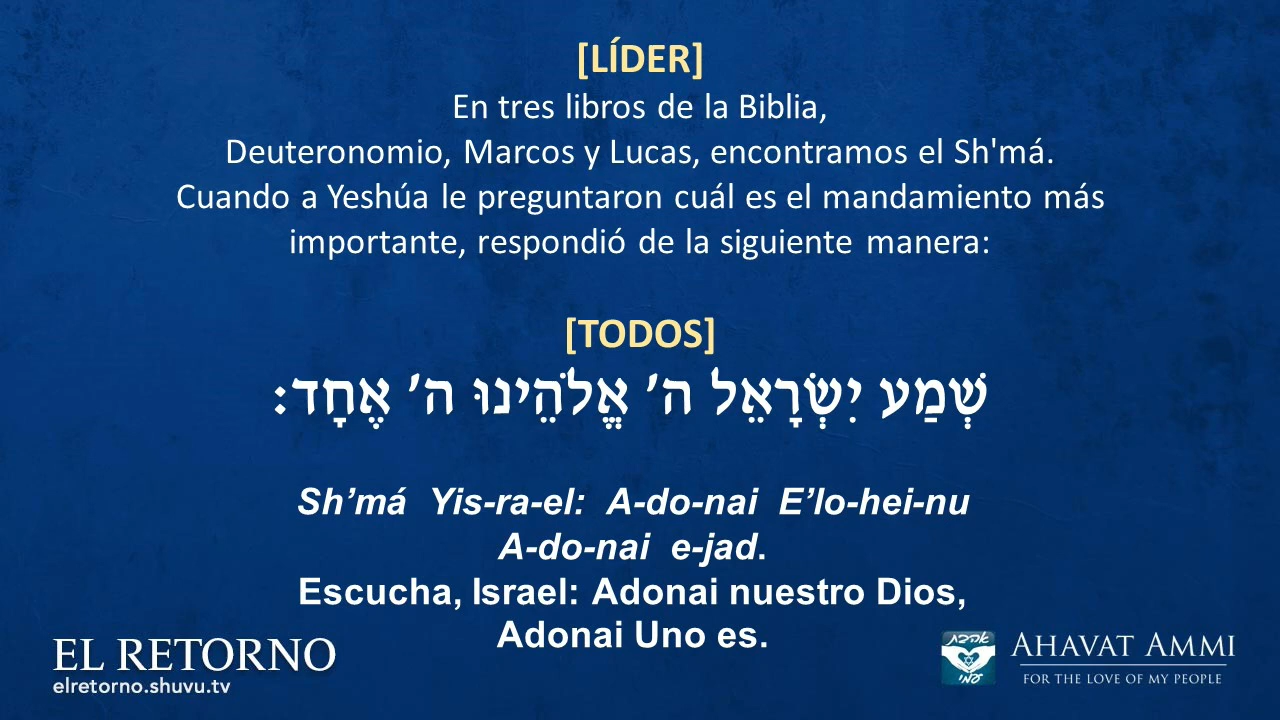 [LÍDER]
En tres libros de la Biblia,
Deuteronomio, Marcos y Lucas, encontramos el Sh'má.
Cuando a Yeshúa le preguntaron cuál es el mandamiento más
importante, respondió de la siguiente manera:
[TODOS]
שְׁמַע יִשְׂרָאֵל ה’ אֱלֹהֵינוּ ה’ אֶחָד:
Sh’má Yis-ra-el: A-do-nai E’lo-hei-nu
A-do-nai e-jad.
Escucha, Israel: Adonai nuestro Dios,
Adonai Uno es.
EL RETORNO
elretorno.shuvu.tv
אהבת
עמי
AHAVAT AMMI
FOR THE LOVE OF MY PEOPLE